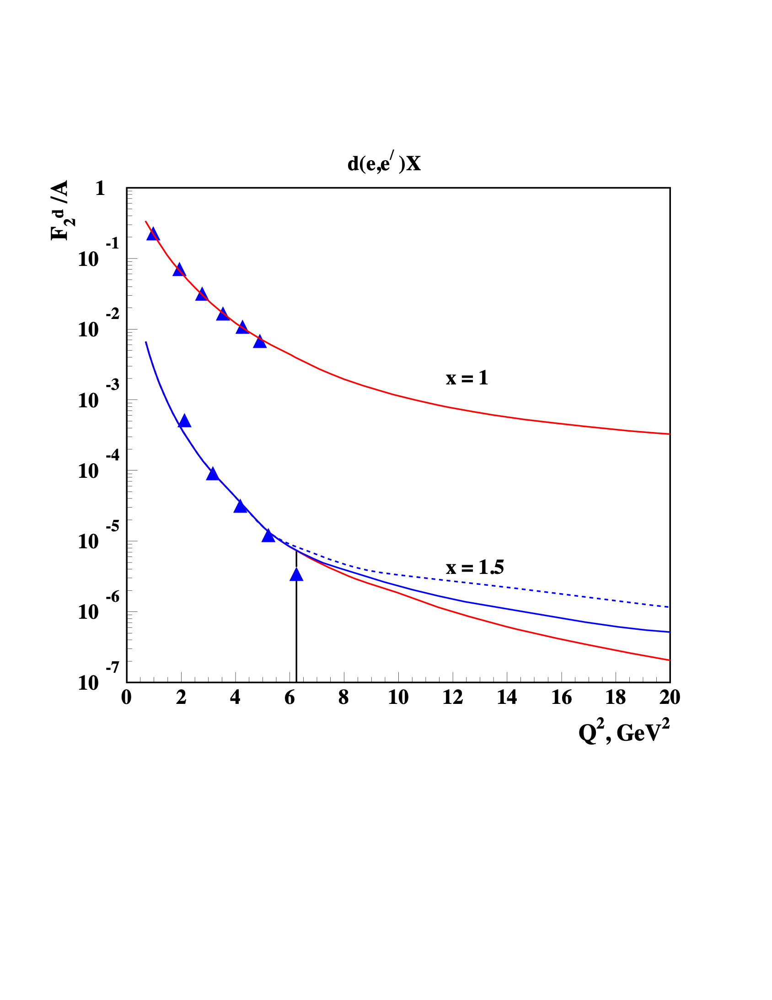 d(e,e′)X
F₂ᵈ/A
1
10⁻¹
10⁻²
10⁻³
10⁻⁴
10⁻⁵
10⁻⁶
10⁻⁷
x = 1
x = 1.5
0 2 4 6 8 10 12 14 16 18 20
Q², GeV²